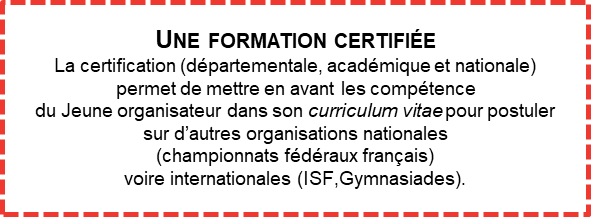 UNE FORMATION CERTIFIÉE
La certification (départementale, académique et nationale)
permet de mettre en avant les compétence
du Jeune organisateur dans son curriculum vitae pour postuler
sur d'autres organisations nationales
(championnats fédéraux français)
voire internationales (ISF,Gymnasiades).